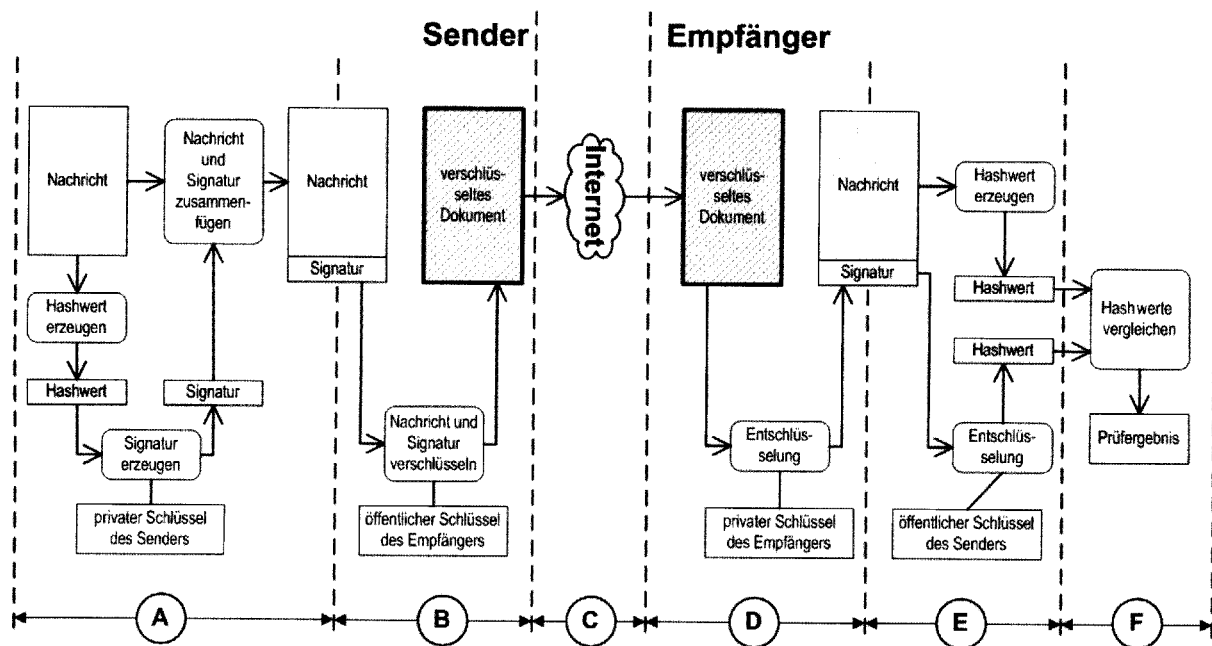 Sender
Empfänger
Nachricht
Nachricht
und
Signatur
zusammen-
fügen
Hashwert
erzeugen
Hashwert
Signatur
erzeugen
Signatur
privater Schlüssel
des Senders
Nachricht
Signatur
Nachricht und
Signatur
verschlüsseln
öffentlicher Schlüssel
des Empfängers
verschlüs-
seltes
Dokument
Internet
verschlüs-
seltes
Dokument
Entschlüs-
selung
privater Schlüssel
des Empfängers
Nachricht
Signatur
Hashwert
erzeugen
Hashwert
Hashwert
Entschlüs-
selung
öffentlicher Schlüssel
des Senders
Hashwerte
vergleichen
Prüfergebnis
A
B
C
D
E
F